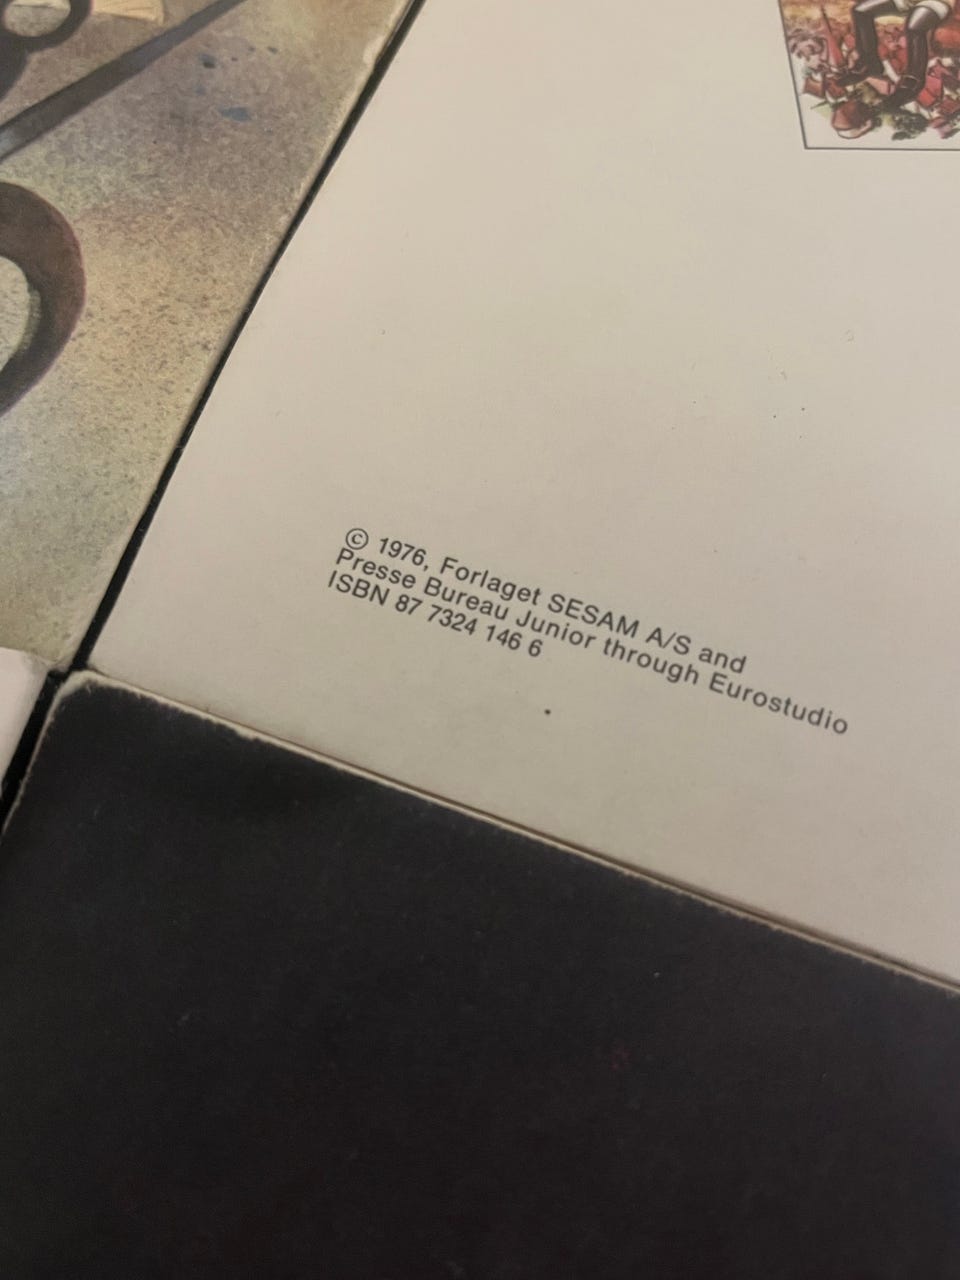 © 1976, Forlaget SESAM A/S and
Presse Bureau Junior through Eurostudio
ISBN 87 7324 146 6